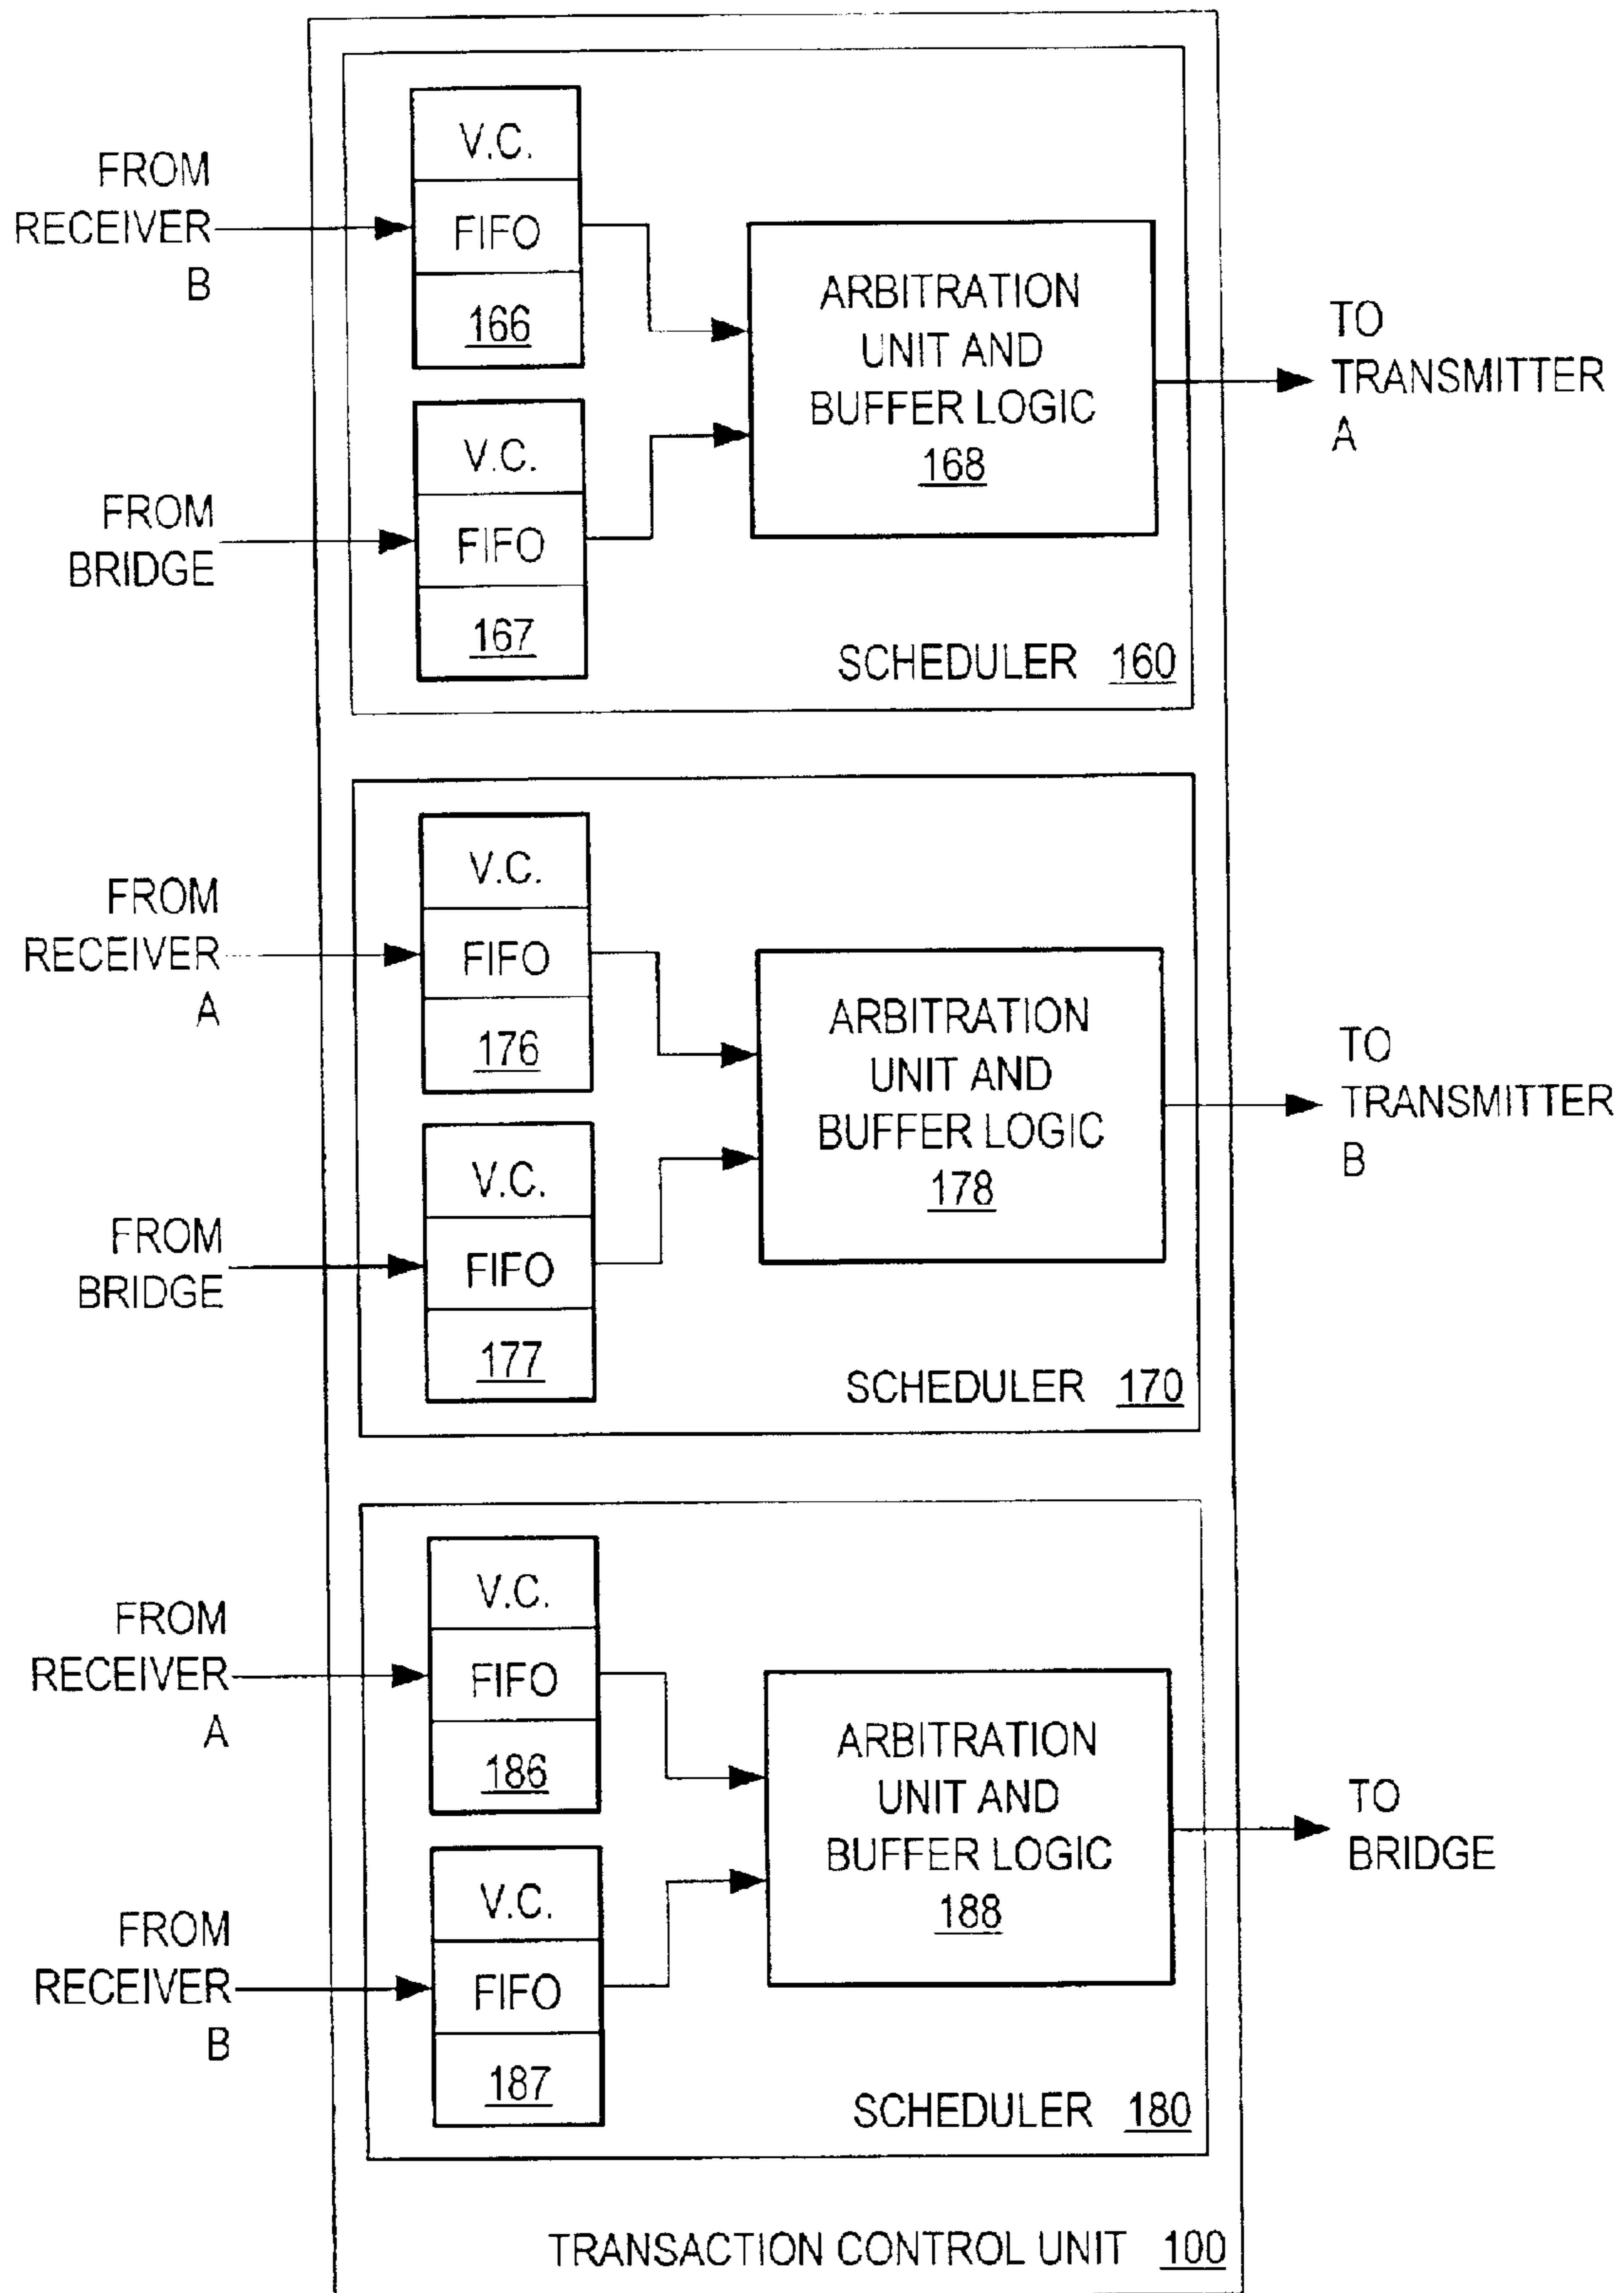 FROM
RECEIVER
B
V.C.
FIFO
166
FROM
BRIDGE
V.C.
FIFO
167
ARBITRATION
UNIT AND
BUFFER LOGIC
168
TO
TRANSMITTER
A
SCHEDULER 160
FROM
RECEIVER
A
V.C.
FIFO
176
FROM
BRIDGE
V.C.
FIFO
177
ARBITRATION
UNIT AND
BUFFER LOGIC
178
TO
TRANSMITTER
B
SCHEDULER 170
FROM
RECEIVER
A
V.C.
FIFO
186
FROM
RECEIVER
B
V.C.
FIFO
187
ARBITRATION
UNIT AND
BUFFER LOGIC
188
TO
BRIDGE
SCHEDULER 180
TRANSACTION CONTROL UNIT 100